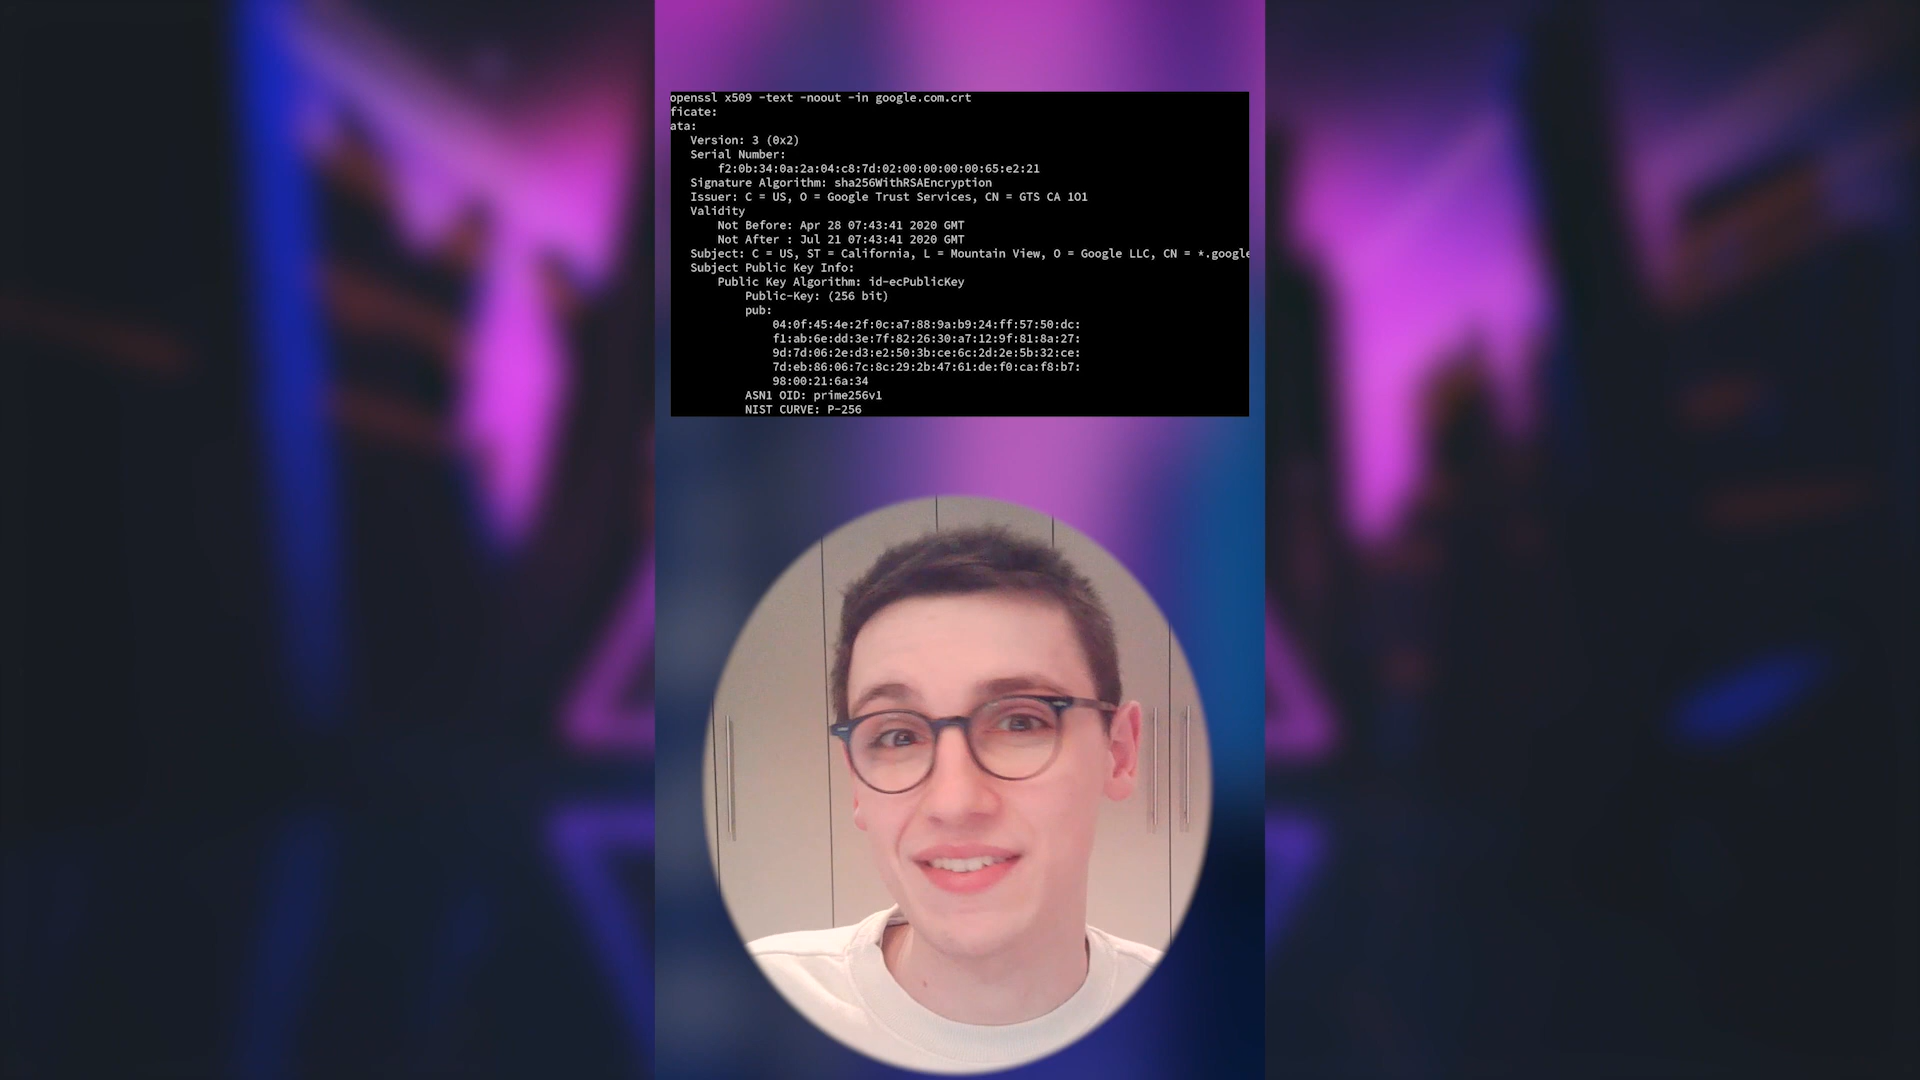 openssl x509 -text -noout -in google.com.crt
ficate:
ata:
Version: 3 (0x2)
Serial Number:
f2:0b:34:0a:2a:04:c8:7d:02:00:00:00:00:65:e2:21
Signature Algorithm: sha256WithRSAEncryption
Issuer: C = US, O = Google Trust Services, CN = GTS CA 1O1
Validity
Not Before: Apr 28 07:43:41 2020 GMT
Not After : Jul 21 07:43:41 2020 GMT
Subject: C = US, ST = California, L = Mountain View, O = Google LLC, CN = *.google
Subject Public Key Info:
Public Key Algorithm: id-ecPublicKey
Public-Key: (256 bit)
pub:
04:0f:45:4e:2f:0c:a7:88:9a:b9:24:ff:57:50:dc:
f1:ab:6e:dd:3e:7f:82:26:30:a7:12:9f:81:8a:27:
9d:7d:06:2e:d3:e2:50:3b:ce:6c:2d:2e:5b:32:ce:
7d:eb:86:06:7c:8c:29:2b:47:61:de:f0:ca:f8:b7:
98:00:21:6a:34
ASN1 OID: prime256v1
NIST CURVE: P-256